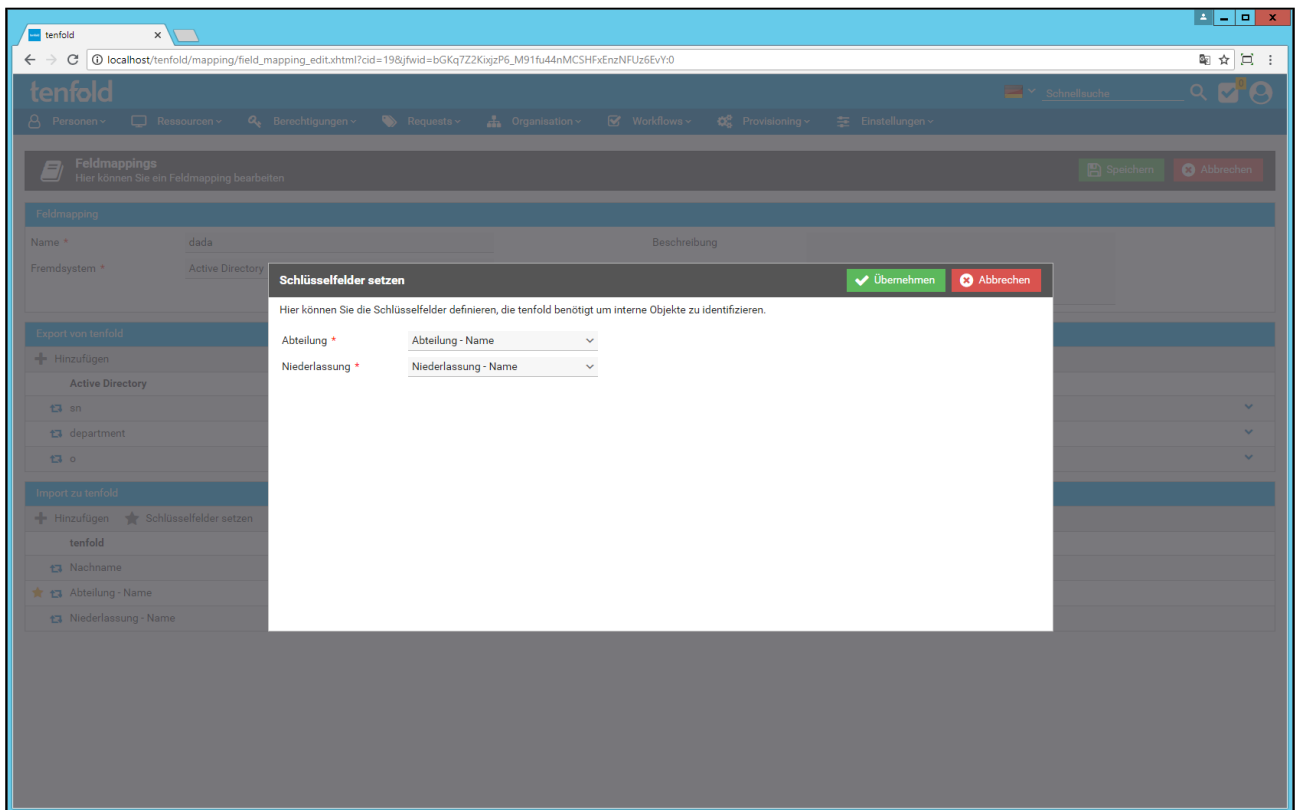 tenfold
localhost/tenfold/mapping/field_mapping_edit.xhtml?cid=19&jfwid=bGKq7Z2KixjzP6_M91fu44nMCSHFxEnzNFUz6EvY:0
tenfold
Schnellsuche
0
Personen Ressourcen Berechtigungen Requests Organisation Workflows Provisioning Einstellungen
Feldmappings
Hier können Sie ein Feldmapping bearbeiten
Speichern Abbrechen
Feldmapping
Name * dada Beschreibung
Fremdsystem * Active Directory
Schlüsselfelder setzen Übernehmen Abbrechen
Hier können Sie die Schlüsselfelder definieren, die tenfold benötigt um interne Objekte zu identifizieren.
Abteilung * Abteilung - Name
Niederlassung * Niederlassung - Name
Export von tenfold
Hinzufügen
Active Directory
sn
department
o
Import zu tenfold
Hinzufügen Schlüsselfelder setzen
tenfold
Nachname
Abteilung - Name
Niederlassung - Name